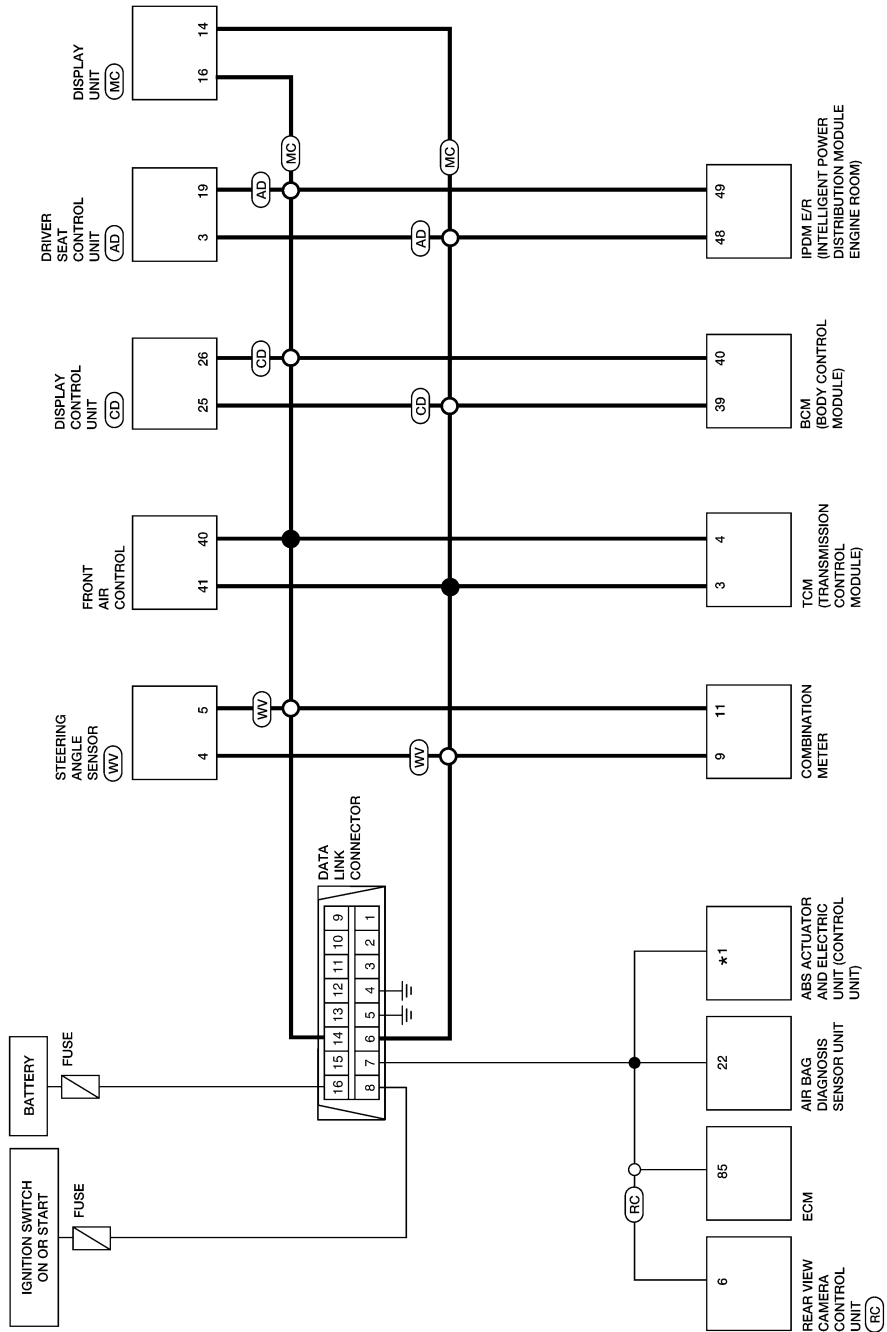 IGNITION SWITCH
ON OR START
FUSE
BATTERY
FUSE
STEERING
ANGLE
SENSOR
WV
4 5
FRONT
AIR
CONTROL
41 40
DISPLAY
CONTROL
UNIT
CD
25 26
DRIVER
SEAT
CONTROL
UNIT
AD
3 19
DISPLAY
UNIT
MC
16 14
WV
CD
AD
MC
DATA
LINK
CONNECTOR
16 15 14 13 12 11 10 9
8 7 6 5 4 3 2 1
WV
CD
AD
MC
RC
6
REAR VIEW
CAMERA
CONTROL
UNIT
RC
85
ECM
22
AIR BAG
DIAGNOSIS
SENSOR UNIT
*1
ABS ACTUATOR
AND ELECTRIC
UNIT (CONTROL
UNIT)
9 11
COMBINATION
METER
3 4
TCM
(TRANSMISSION
CONTROL
MODULE)
39 40
BCM
(BODY CONTROL
MODULE)
48 49
IPDM E/R
(INTELLIGENT POWER
DISTRIBUTION MODULE
ENGINE ROOM)